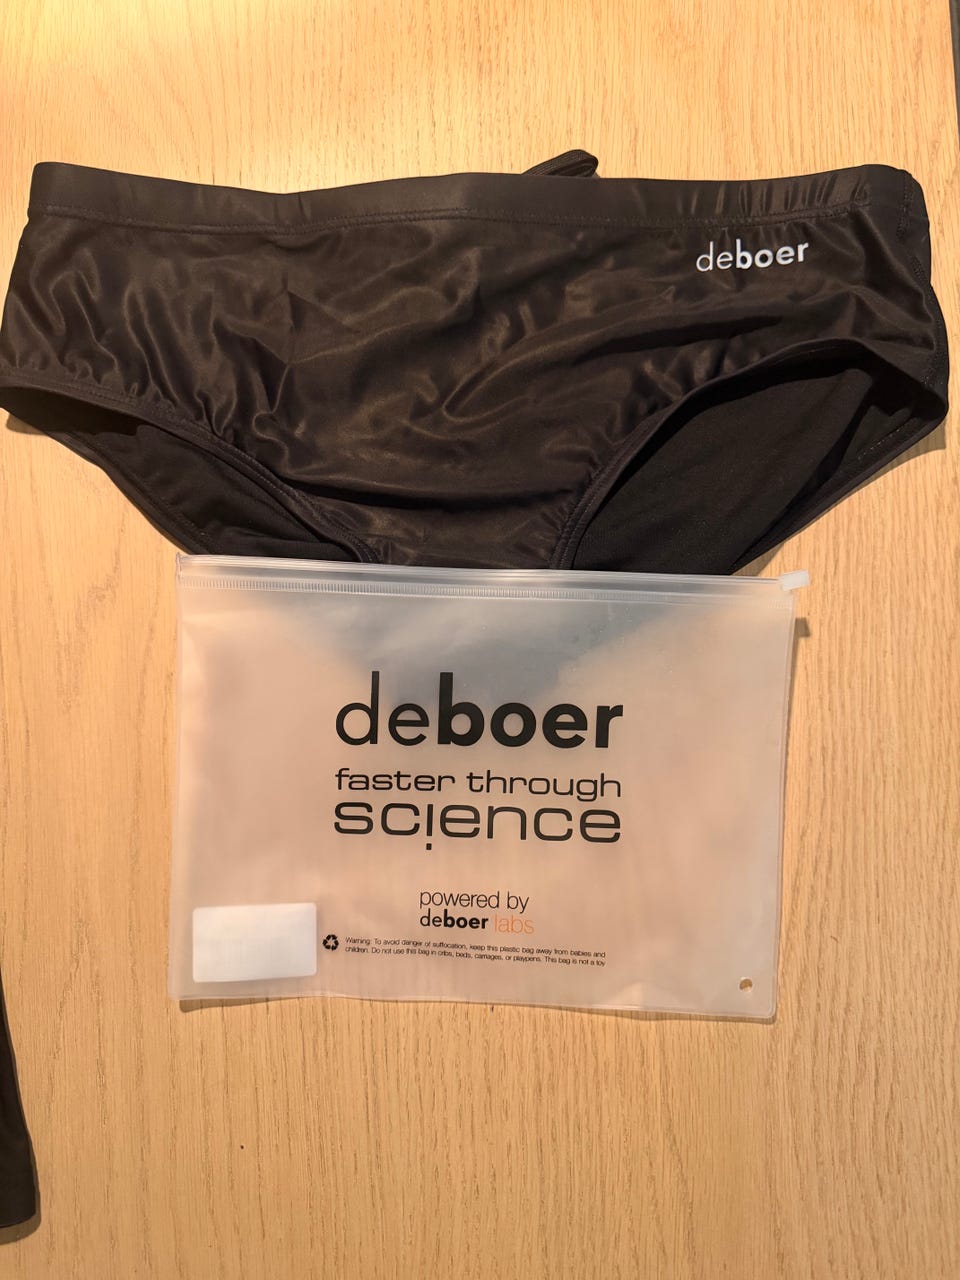 deboer
deboer
faster through
science
powered by
deboer labs
Warning: To avoid danger of suffocation, keep this plastic bag away from babies and
children. Do not use this bag in cribs, beds, carriages, or playpens. This bag is not a toy